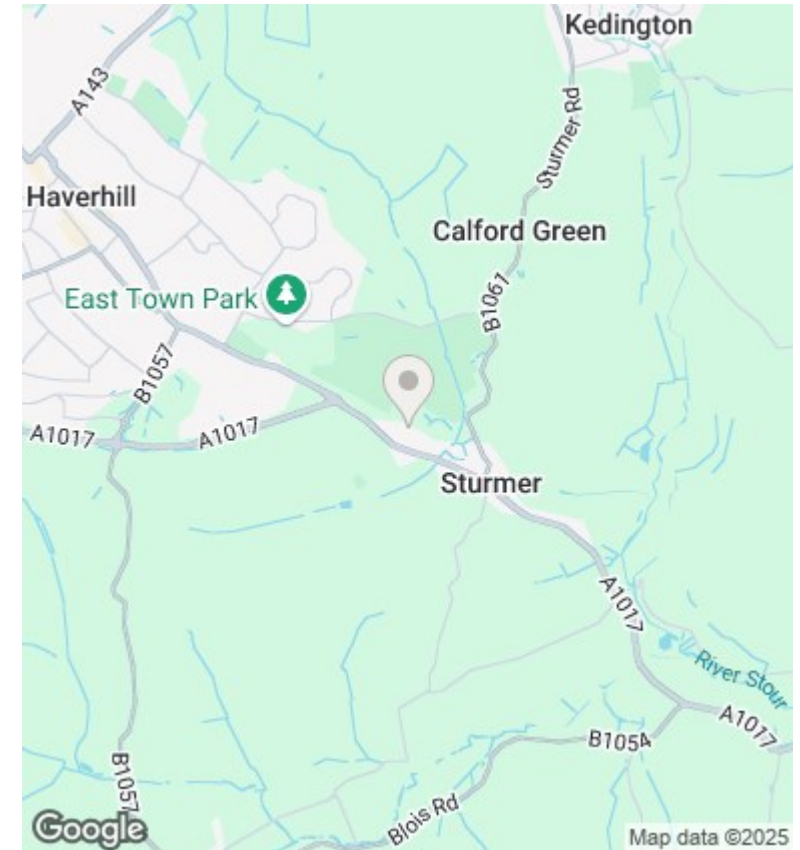 Kedington
A143
Sturmer Rd
Haverhill
Calford Green
East Town Park
B1061
B1057
A1017
A1017
Sturmer
A1017
River Stour
A1017
B1054
B1057
Blois Rd
Google
Map data ©2025